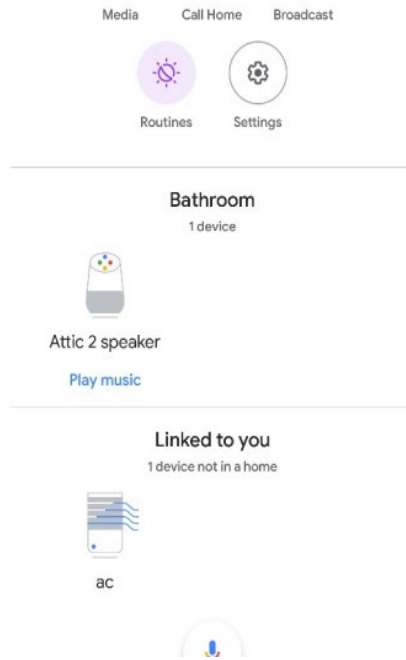 Media Call Home Broadcast
Routines Settings
Bathroom
1 device
Attic 2 speaker
Play music
Linked to you
1 device not in a home
ac